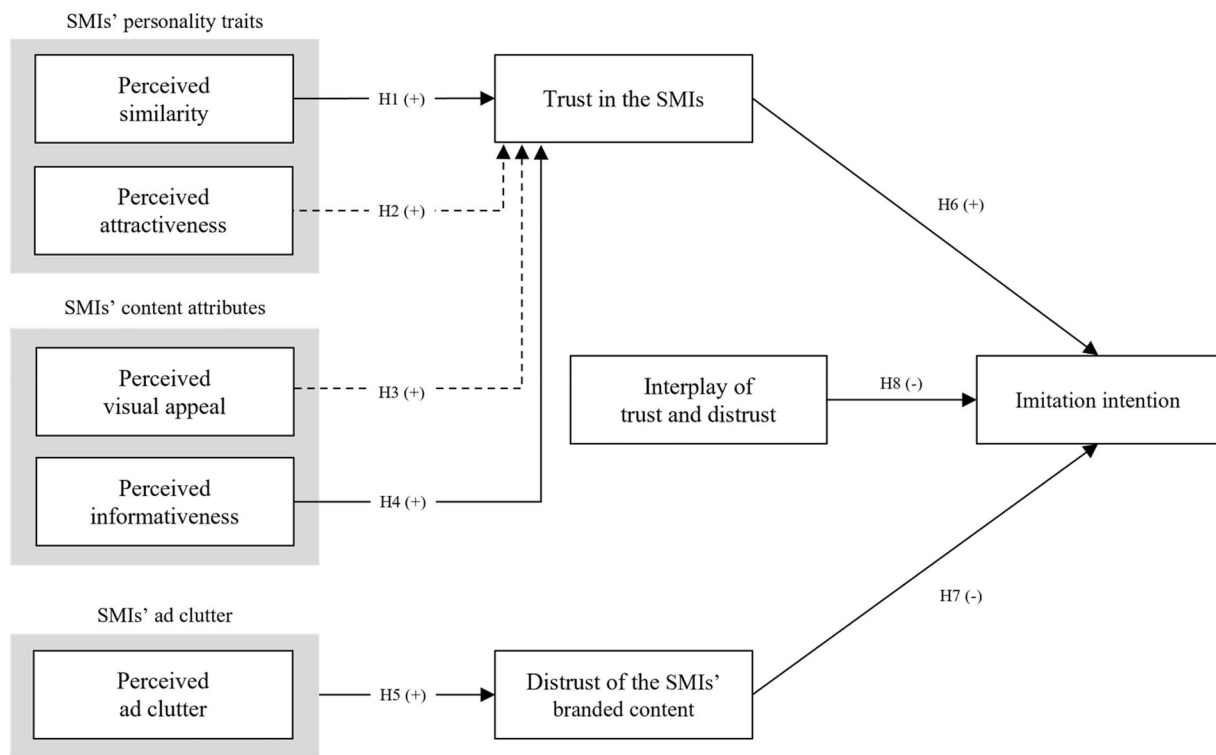 SMIs’ personality traits
Perceived
similarity
H1 (+)
Trust in the SMIs
Perceived
attractiveness
H2 (+)
H6 (+)
SMIs’ content attributes
Perceived
visual appeal
H3 (+)
Interplay of
trust and distrust
H8 (-)
Imitation intention
Perceived
informativeness
H4 (+)
H7 (-)
SMIs’ ad clutter
Perceived
ad clutter
H5 (+)
Distrust of the SMIs’
branded content